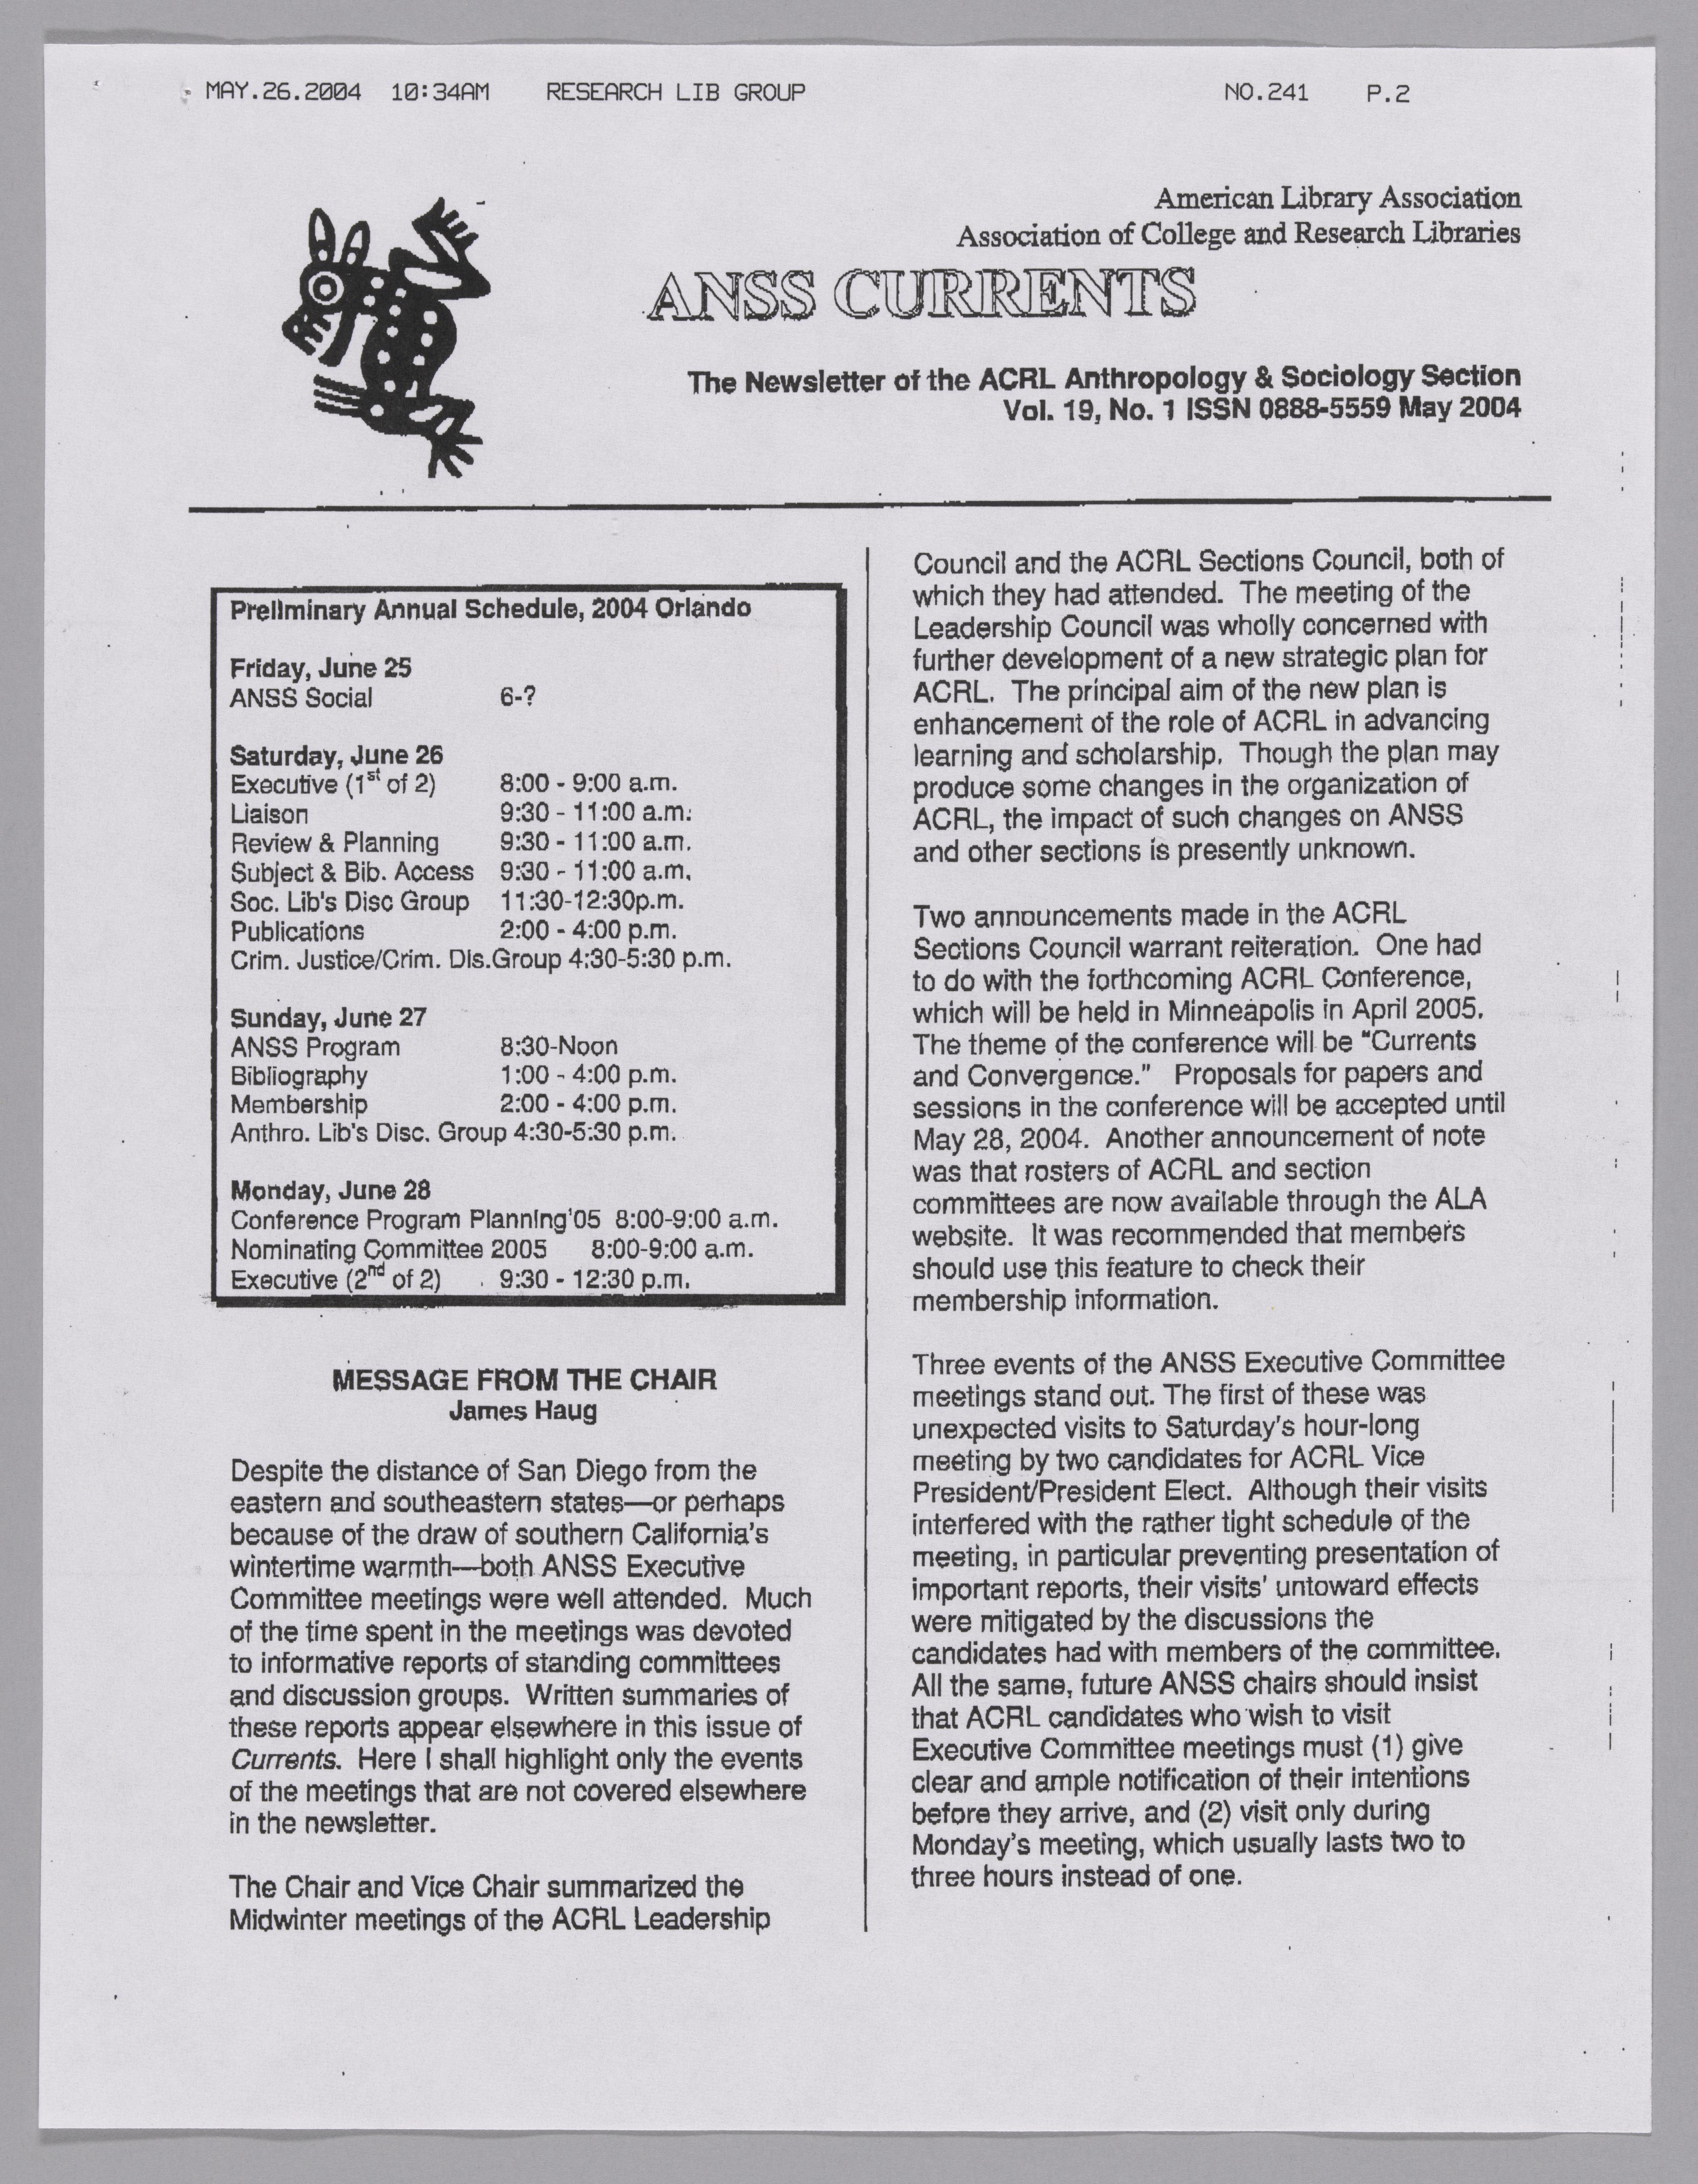 MAY.26.2004 10:34AM RESEARCH LIB GROUP NO.241 P.2
American Library Association
Association of College and Research Libraries
ANSS CURRENTS
The Newsletter of the ACRL Anthropology & Sociology Section
Vol. 19, No. 1 ISSN 0888-5559 May 2004
Preliminary Annual Schedule, 2004 Orlando
Friday, June 25
ANSS Social 6-?
Saturday, June 26
Executive (1st of 2) 8:00 - 9:00 a.m.
Liaison 9:30 - 11:00 a.m.
Review & Planning 9:30 - 11:00 a.m.
Subject & Bib. Access 9:30 - 11:00 a.m.
Soc. Lib's Disc Group 11:30-12:30p.m.
Publications 2:00 - 4:00 p.m.
Crim. Justice/Crim. Dis.Group 4:30-5:30 p.m.
Sunday, June 27
ANSS Program 8:30-Noon
Bibliography 1:00 - 4:00 p.m.
Membership 2:00 - 4:00 p.m.
Anthro. Lib's Disc. Group 4:30-5:30 p.m.
Monday, June 28
Conference Program Planning'05 8:00-9:00 a.m.
Nominating Committee 2005 8:00-9:00 a.m.
Executive (2nd of 2) 9:30 - 12:30 p.m.
MESSAGE FROM THE CHAIR
James Haug
Despite the distance of San Diego from the
eastern and southeastern states—or perhaps
because of the draw of southern California's
wintertime warmth—both ANSS Executive
Committee meetings were well attended. Much
of the time spent in the meetings was devoted
to informative reports of standing committees
and discussion groups. Written summaries of
these reports appear elsewhere in this issue of
Currents. Here I shall highlight only the events
of the meetings that are not covered elsewhere
in the newsletter.
The Chair and Vice Chair summarized the
Midwinter meetings of the ACRL Leadership
Council and the ACRL Sections Council, both of
which they had attended. The meeting of the
Leadership Council was wholly concerned with
further development of a new strategic plan for
ACRL. The principal aim of the new plan is
enhancement of the role of ACRL in advancing
learning and scholarship. Though the plan may
produce some changes in the organization of
ACRL, the impact of such changes on ANSS
and other sections is presently unknown.
Two announcements made in the ACRL
Sections Council warrant reiteration. One had
to do with the forthcoming ACRL Conference,
which will be held in Minneapolis in April 2005.
The theme of the conference will be "Currents
and Convergence." Proposals for papers and
sessions in the conference will be accepted until
May 28, 2004. Another announcement of note
was that rosters of ACRL and section
committees are now available through the ALA
website. It was recommended that members
should use this feature to check their
membership information.
Three events of the ANSS Executive Committee
meetings stand out. The first of these was
unexpected visits to Saturday's hour-long
meeting by two candidates for ACRL Vice
President/President Elect. Although their visits
interfered with the rather tight schedule of the
meeting, in particular preventing presentation of
important reports, their visits' untoward effects
were mitigated by the discussions the
candidates had with members of the committee.
All the same, future ANSS chairs should insist
that ACRL candidates who wish to visit
Executive Committee meetings must (1) give
clear and ample notification of their intentions
before they arrive, and (2) visit only during
Monday's meeting, which usually lasts two to
three hours instead of one.